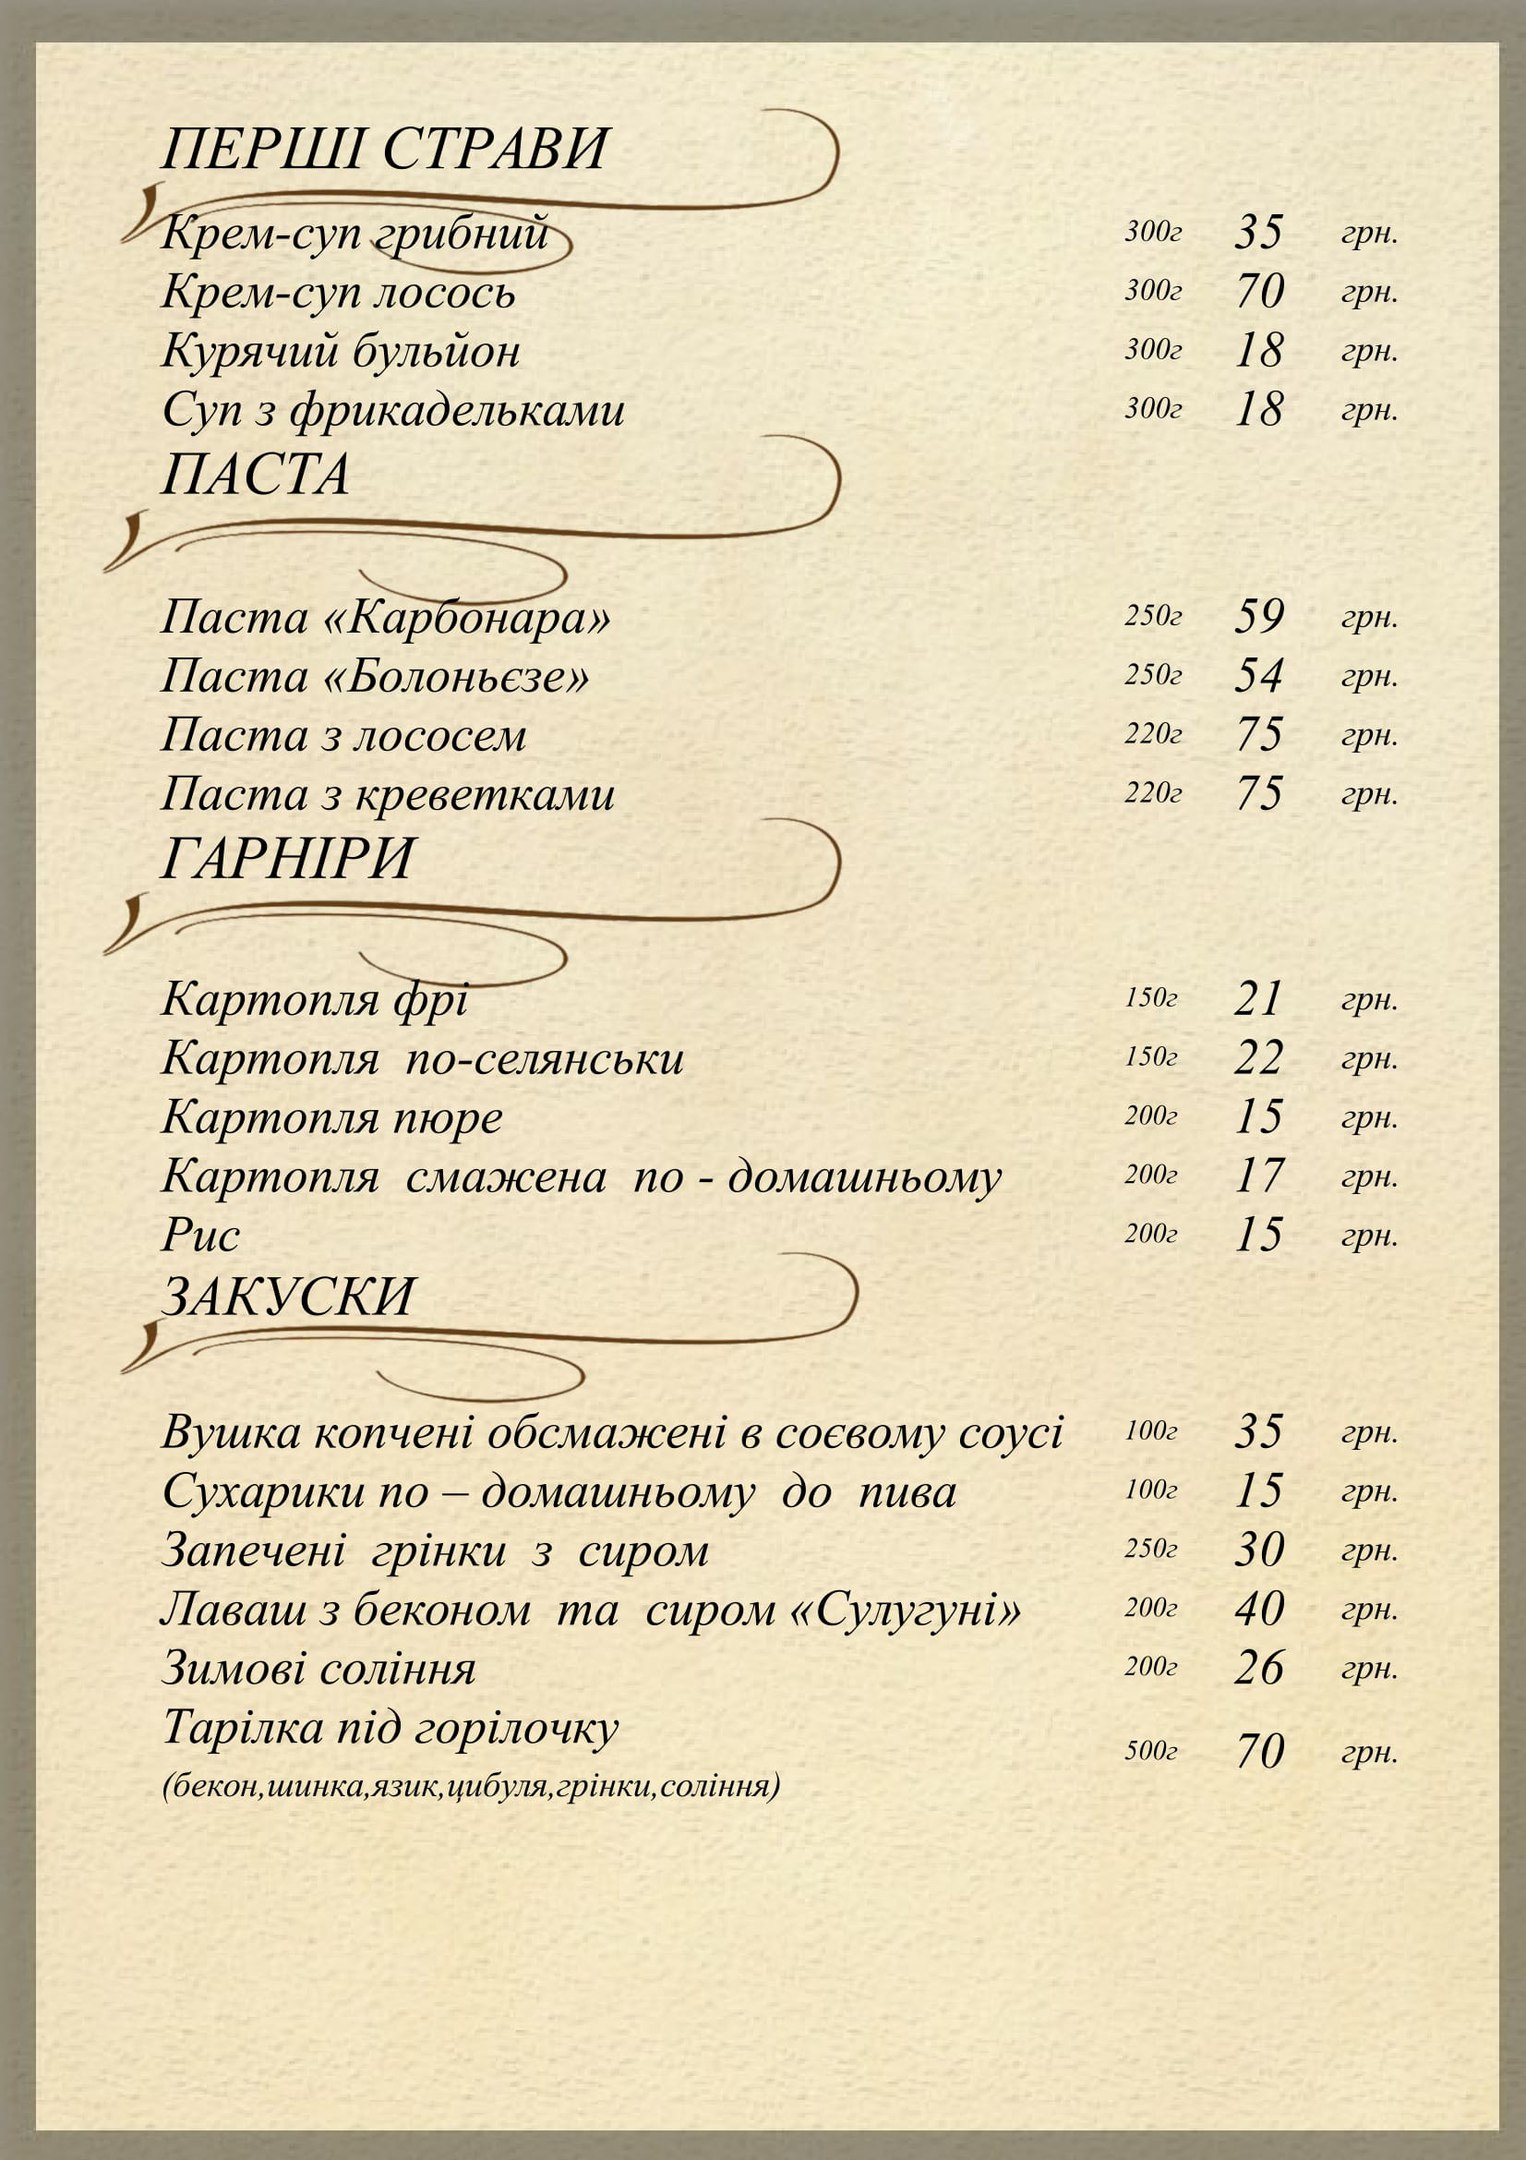 ПЕРШІ СТРАВИ
Крем-суп грибний 300г 35 грн.
Крем-суп лосось 300г 70 грн.
Курячий бульйон 300г 18 грн.
Суп з фрикадельками 300г 18 грн.
ПАСТА
Паста «Карбонара» 250г 59 грн.
Паста «Болоньєзе» 250г 54 грн.
Паста з лососем 220г 75 грн.
Паста з креветками 220г 75 грн.
ГАРНІРИ
Картопля фрі 150г 21 грн.
Картопля по-селянськи 150г 22 грн.
Картопля пюре 200г 15 грн.
Картопля смажена по - домашньому 200г 17 грн.
Рис 200г 15 грн.
ЗАКУСКИ
Вушка копчені обсмажені в соєвому соусі 100г 35 грн.
Сухарики по – домашньому до пива 100г 15 грн.
Запечені грінки з сиром 250г 30 грн.
Лаваш з беконом та сиром «Сулугуні» 200г 40 грн.
Зимові соління 200г 26 грн.
Тарілка під горілочку 500г 70 грн.
(бекон,шинка,язик,цибуля,грінки,соління)